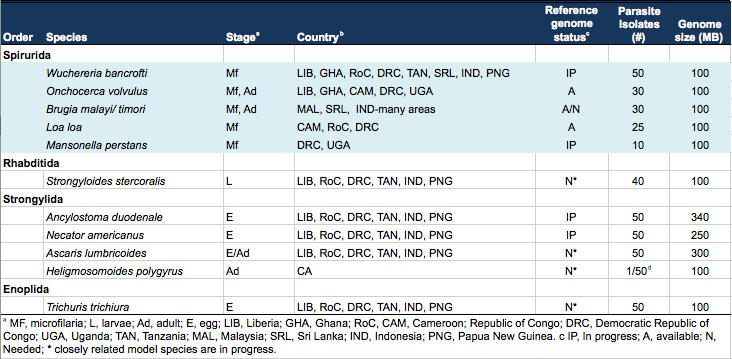 Order Species Stageᵃ Countryᵇ Reference genome statusᶜ Parasite isolates (#) Genome size (MB)
Spirurida
Wuchereria bancrofti Mf LIB, GHA, RoC, DRC, TAN, SRL, IND, PNG IP 50 100
Onchocerca volvulus Mf, Ad LIB, GHA, CAM, DRC, UGA A 30 100
Brugia malayi/ timori Mf, Ad MAL, SRL, IND-many areas A/N 30 100
Loa loa Mf CAM, RoC, DRC A 25 100
Mansonella perstans Mf DRC, UGA IP 10 100
Rhabditida
Strongyloides stercoralis L LIB, RoC, DRC, TAN, IND, PNG N* 40 100
Strongylida
Ancylostoma duodenale E LIB, RoC, DRC, TAN, IND, PNG IP 50 340
Necator americanus E LIB, RoC, DRC, TAN, IND, PNG IP 50 250
Ascaris lumbricoides E/Ad LIB, RoC, DRC, TAN, IND, PNG N* 50 300
Heligmosomoides polygyrus Ad CA N* 1/50ᵈ 100
Enoplida
Trichuris trichiura E LIB, RoC, DRC, TAN, IND, PNG N* 50 100
ᵃ MF, microfilaria; L, larvae; Ad, adult; E, egg; LIB, Liberia; GHA, Ghana; RoC, CAM, Cameroon; Republic of Congo; DRC, Democratic Republic of
Congo; UGA, Uganda; TAN, Tanzania; MAL, Malaysia; SRL, Sri Lanka; IND, Indonesia; PNG, Papua New Guinea. c IP, In progress; A, available; N,
Needed; * closely related model species are in progress.